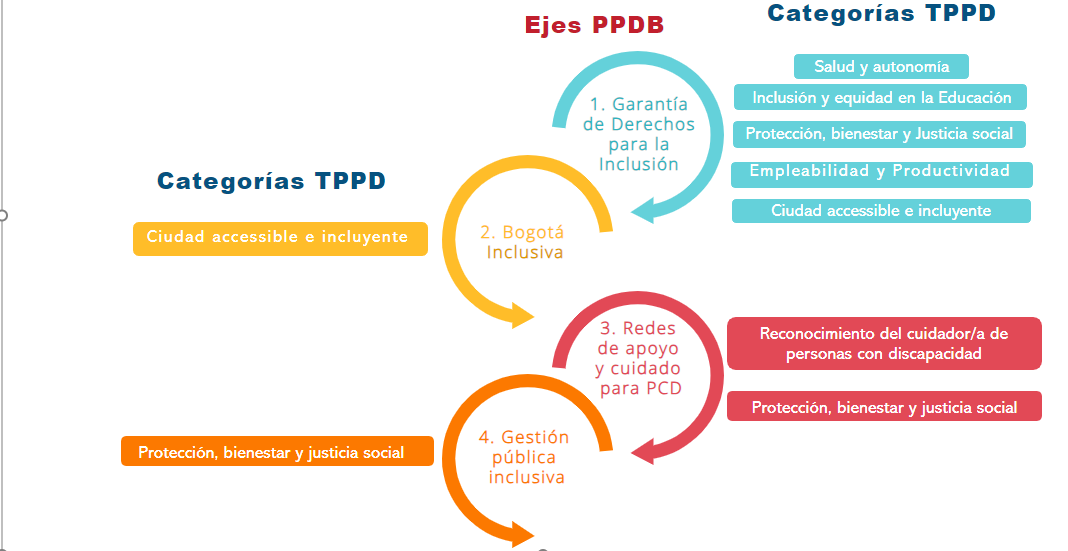 Ejes PPDB
Categorías TPPD
1. Garantía
de Derechos
para la
Inclusión
Salud y autonomía
Inclusión y equidad en la Educación
Protección, bienestar y Justicia social
Empleabilidad y Productividad
Ciudad accessible e incluyente
Categorías TPPD
Ciudad accessible e incluyente
2. Bogotá
Inclusiva
3. Redes
de apoyo
y cuidado
para PCD
Reconocimiento del cuidador/a de
personas con discapacidad
Protección, bienestar y justicia social
Protección, bienestar y justicia social
4. Gestión
pública
inclusiva